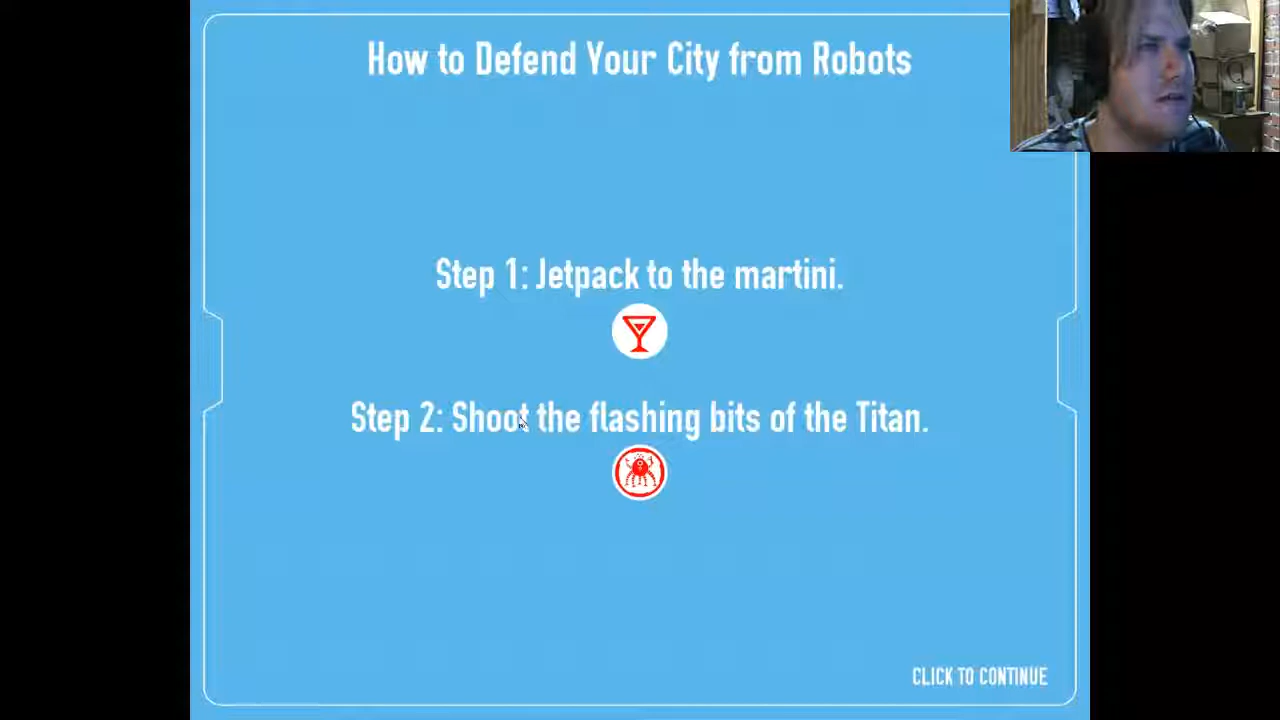 How to Defend Your City from Robots
Step 1: Jetpack to the martini.
Step 2: Shoot the flashing bits of the Titan.
CLICK TO CONTINUE